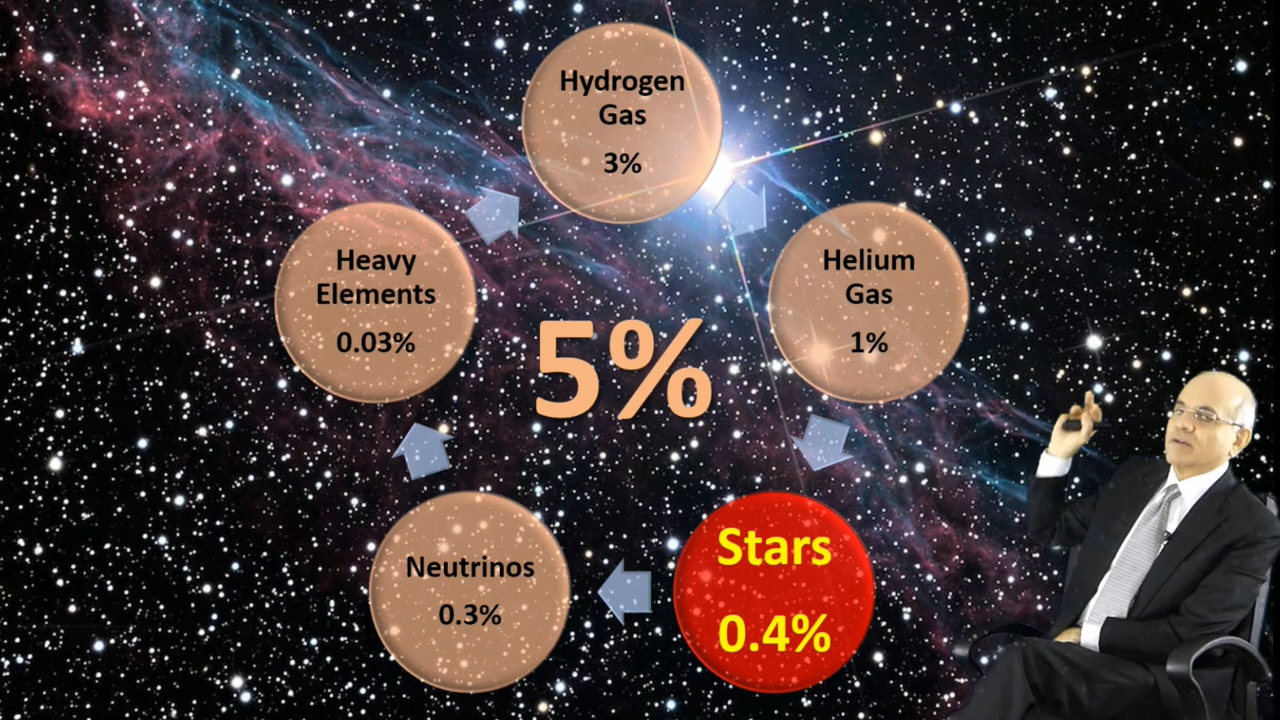 Hydrogen
Gas
3%
Helium
Gas
1%
Stars
0.4%
Neutrinos
0.3%
Heavy
Elements
0.03%
5%